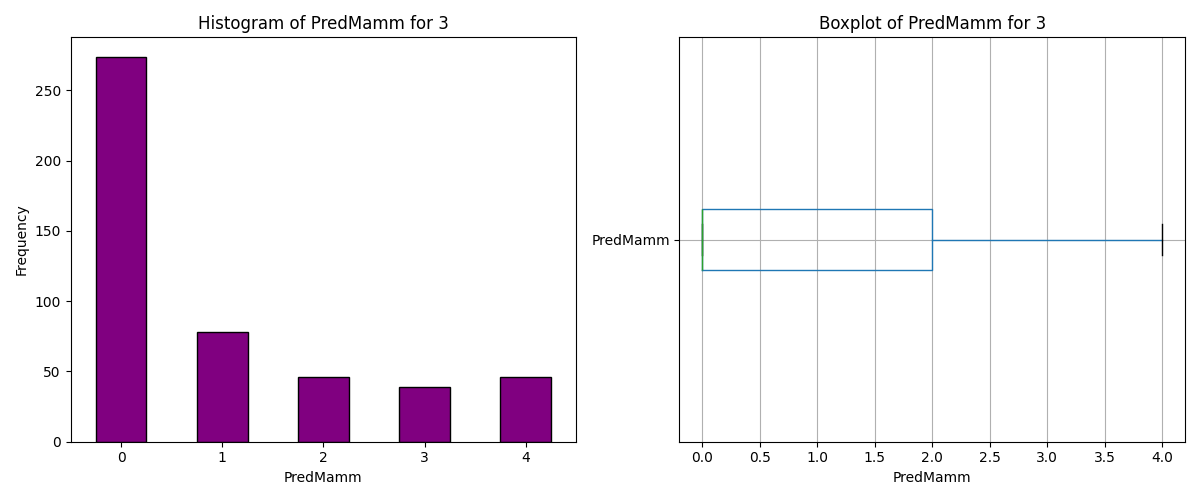 Histogram of PredMamm for 3
Frequency
250
200
150
100
50
0
0 1 2 3 4
PredMamm
Boxplot of PredMamm for 3
PredMamm
0.0 0.5 1.0 1.5 2.0 2.5 3.0 3.5 4.0
PredMamm